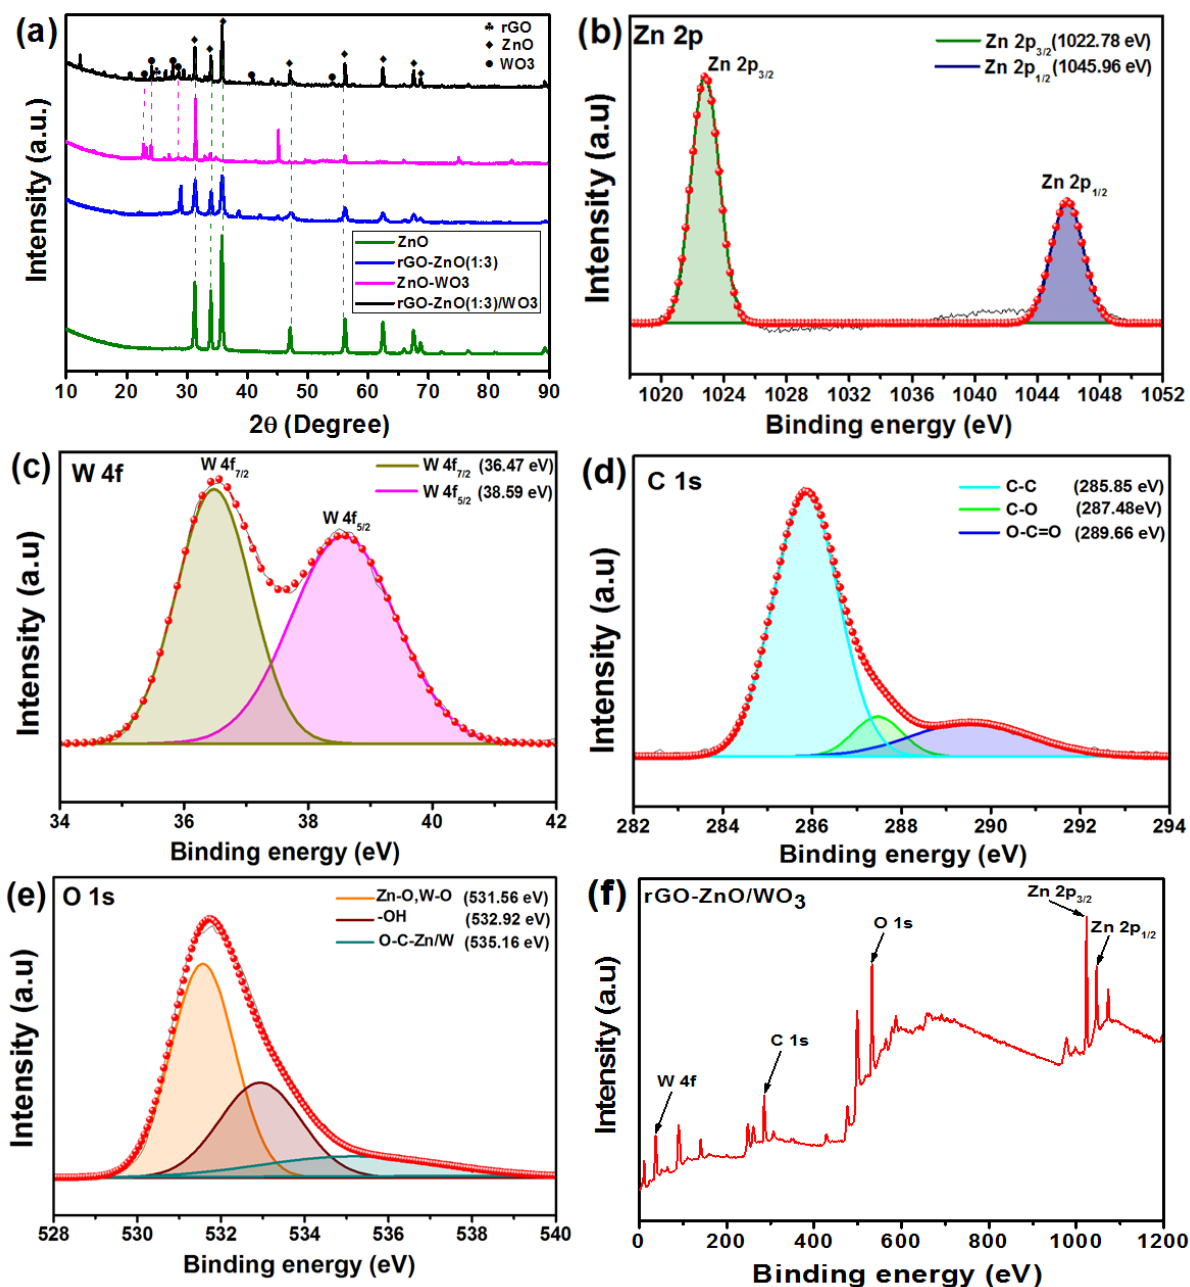 (a)
♣ rGO
◆ ZnO
● WO3
ZnO
rGO-ZnO(1:3)
ZnO-WO3
rGO-ZnO(1:3)/WO3
Intensity (a.u.)
10 20 30 40 50 60 70 80 90
2θ (Degree)
(b) Zn 2p
Zn 2p3/2 (1022.78 eV)
Zn 2p1/2 (1045.96 eV)
Zn 2p3/2
Zn 2p1/2
Intensity (a.u)
1020 1024 1028 1032 1036 1040 1044 1048 1052
Binding energy (eV)
(c) W 4f
W 4f7/2 (36.47 eV)
W 4f5/2 (38.59 eV)
W 4f7/2
W 4f5/2
Intensity (a.u)
34 36 38 40 42
Binding energy (eV)
(d) C 1s
C-C (285.85 eV)
C-O (287.48eV)
O-C=O (289.66 eV)
Intensity (a.u)
282 284 286 288 290 292 294
Binding energy (eV)
(e) O 1s
Zn-O,W-O (531.56 eV)
-OH (532.92 eV)
O-C-Zn/W (535.16 eV)
Intensity (a.u)
528 530 532 534 536 538 540
Binding energy (eV)
(f) rGO-ZnO/WO3
Zn 2p3/2
Zn 2p1/2
O 1s
C 1s
W 4f
Intensity (a.u)
0 200 400 600 800 1000 1200
Binding energy (eV)